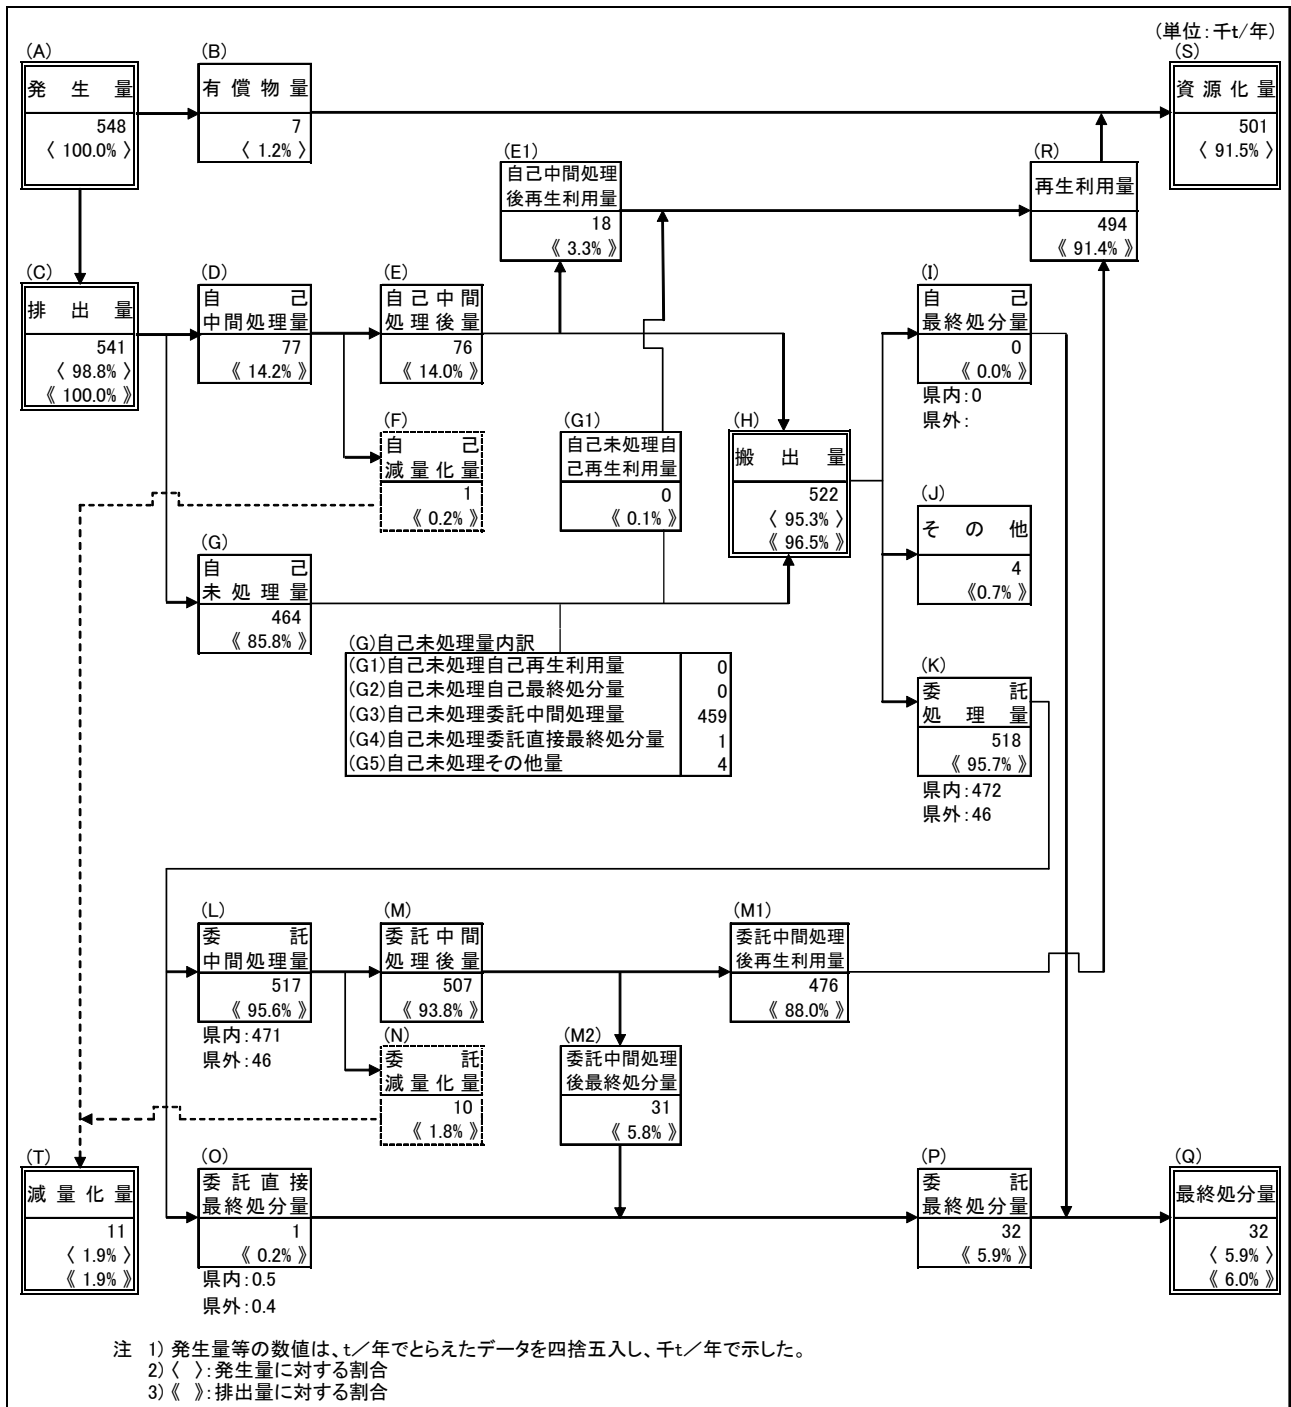 (単位:千t/年)
(A)
発生量
548
〈 100.0% 〉
(B)
有償物量
7
〈 1.2% 〉
(S)
資源化量
501
〈 91.5% 〉
(E1)
自己中間処理
後再生利用量
18
《 3.3% 》
(R)
再生利用量
494
《 91.4% 》
(C)
排出量
541
〈 98.8% 〉
《 100.0% 》
(D)
自己
中間処理量
77
《 14.2% 》
(E)
自己中間
処理後量
76
《 14.0% 》
(I)
自己
最終処分量
0
《 0.0% 》
県内:0
県外:
(F)
自己
減量化量
1
《 0.2% 》
(G1)
自己未処理自
己再生利用量
0
《 0.1% 》
(H)
搬出量
522
〈 95.3% 〉
《 96.5% 》
(J)
その他
4
《0.7% 》
(G)
自己
未処理量
464
《 85.8% 》
(G)自己未処理量内訳
(G1)自己未処理自己再生利用量 0
(G2)自己未処理自己最終処分量 0
(G3)自己未処理委託中間処理量 459
(G4)自己未処理委託直接最終処分量 1
(G5)自己未処理その他量 4
(K)
委託
処理量
518
《 95.7% 》
県内:472
県外:46
(L)
委託
中間処理量
517
《 95.6% 》
県内:471
県外:46
(M)
委託中間
処理後量
507
《 93.8% 》
(M1)
委託中間処理
後再生利用量
476
《 88.0% 》
(N)
委託
減量化量
10
《 1.8% 》
(M2)
委託中間処理
後最終処分量
31
《 5.8% 》
(T)
減量化量
11
〈 1.9% 〉
《 1.9% 》
(O)
委託直接
最終処分量
1
《 0.2% 》
県内:0.5
県外:0.4
(P)
委託
最終処分量
32
《 5.9% 》
(Q)
最終処分量
32
〈 5.9% 〉
《 6.0% 》
注 1) 発生量等の数値は、t/年でとらえたデータを四捨五入し、千t/年で示した。
2)〈 〉:発生量に対する割合
3)《 》:排出量に対する割合